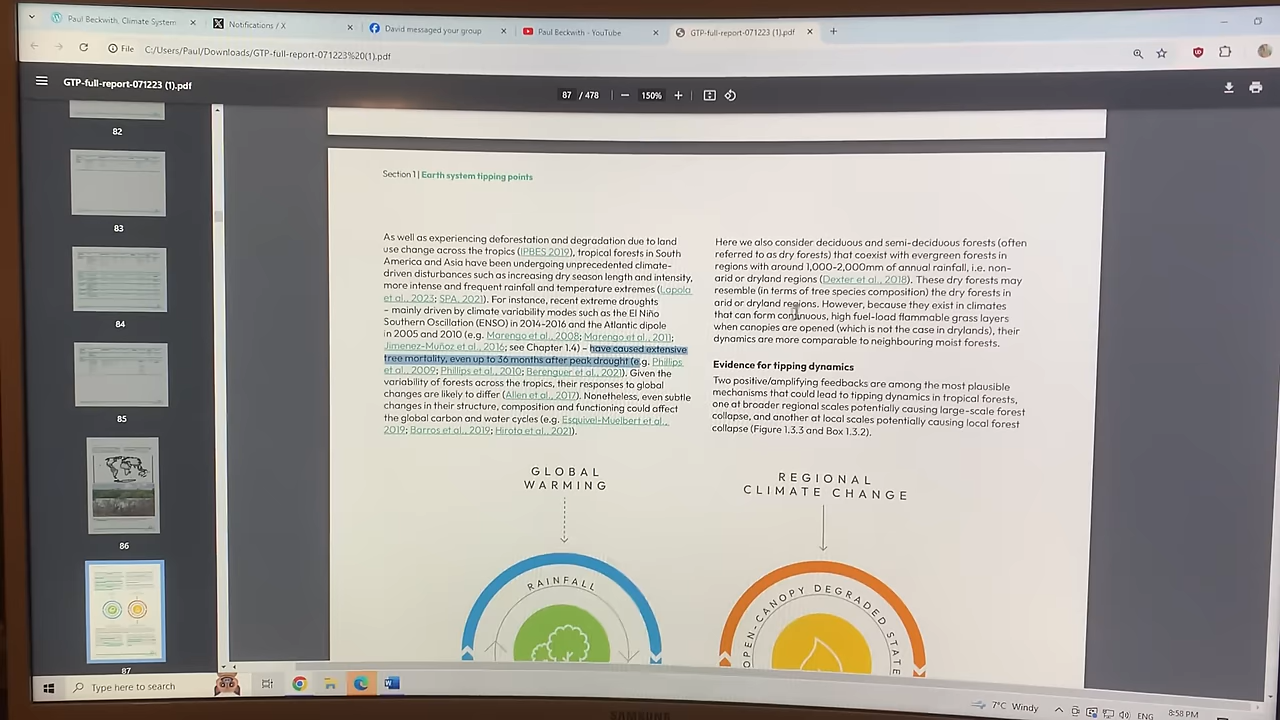 Paul Beckwith, Climate System
Notifications / X
David messaged your group
Paul Beckwith - YouTube
GTP-full-report-071223 (1).pdf
File
C:/Users/Paul/Downloads/GTP-full-report-071223%20(1).pdf
GTP-full-report-071223 (1).pdf
87 / 478
150%
82
83
84
85
86
87
Section 1 | Earth system tipping points
As well as experiencing deforestation and degradation due to land
use change across the tropics (IPBES 2019), tropical forests in South
America and Asia have been undergoing unprecedented climate-
driven disturbances such as increasing dry season length and intensity,
more intense and frequent rainfall and temperature extremes (Lapola
et al., 2023; SPA, 2021). For instance, recent extreme droughts
– mainly driven by climate variability modes such as the El Niño
Southern Oscillation (ENSO) in 2014-2016 and the Atlantic dipole
in 2005 and 2010 (e.g. Marengo et al., 2008; Marengo et al., 2011;
Jimenez-Muñoz et al., 2016; see Chapter 1.4) – have caused extensive
tree mortality, even up to 36 months after peak drought (e.g. Phillips
et al., 2009; Phillips et al., 2010; Berenguer et al., 2021). Given the
variability of forests across the tropics, their responses to global
changes are likely to differ (Allen et al., 2017). Nonetheless, even subtle
changes in their structure, composition and functioning could affect
the global carbon and water cycles (e.g. Esquivel-Muelbert et al.,
2019; Barros et al., 2019; Hirota et al., 2021).
Here we also consider deciduous and semi-deciduous forests (often
referred to as dry forests) that coexist with evergreen forests in
regions with around 1,000-2,000mm of annual rainfall, i.e. non-
arid or dryland regions (Dexter et al., 2018). These dry forests may
resemble (in terms of tree species composition) the dry forests in
arid or dryland regions. However, because they exist in climates
that can form continuous, high fuel-load flammable grass layers
when canopies are opened (which is not the case in drylands), their
dynamics are more comparable to neighbouring moist forests.
Evidence for tipping dynamics
Two positive/amplifying feedbacks are among the most plausible
mechanisms that could lead to tipping dynamics in tropical forests,
one at broader regional scales potentially causing large-scale forest
collapse, and another at local scales potentially causing local forest
collapse (Figure 1.3.3 and Box 1.3.2).
GLOBAL
WARMING
REGIONAL
CLIMATE CHANGE
RAINFALL
OPEN-CANOPY DEGRADED STATE
Type here to search
7°C Windy
ENG
8:58 PM
SAMSUNG